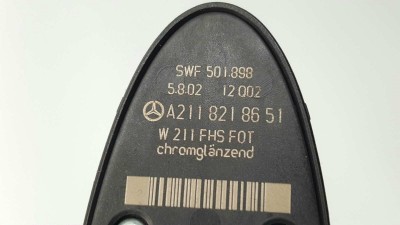 SWF 501.898
5.8.02 12:002
A211 821 86 51
W 211 FHS FOT
chromglänzend